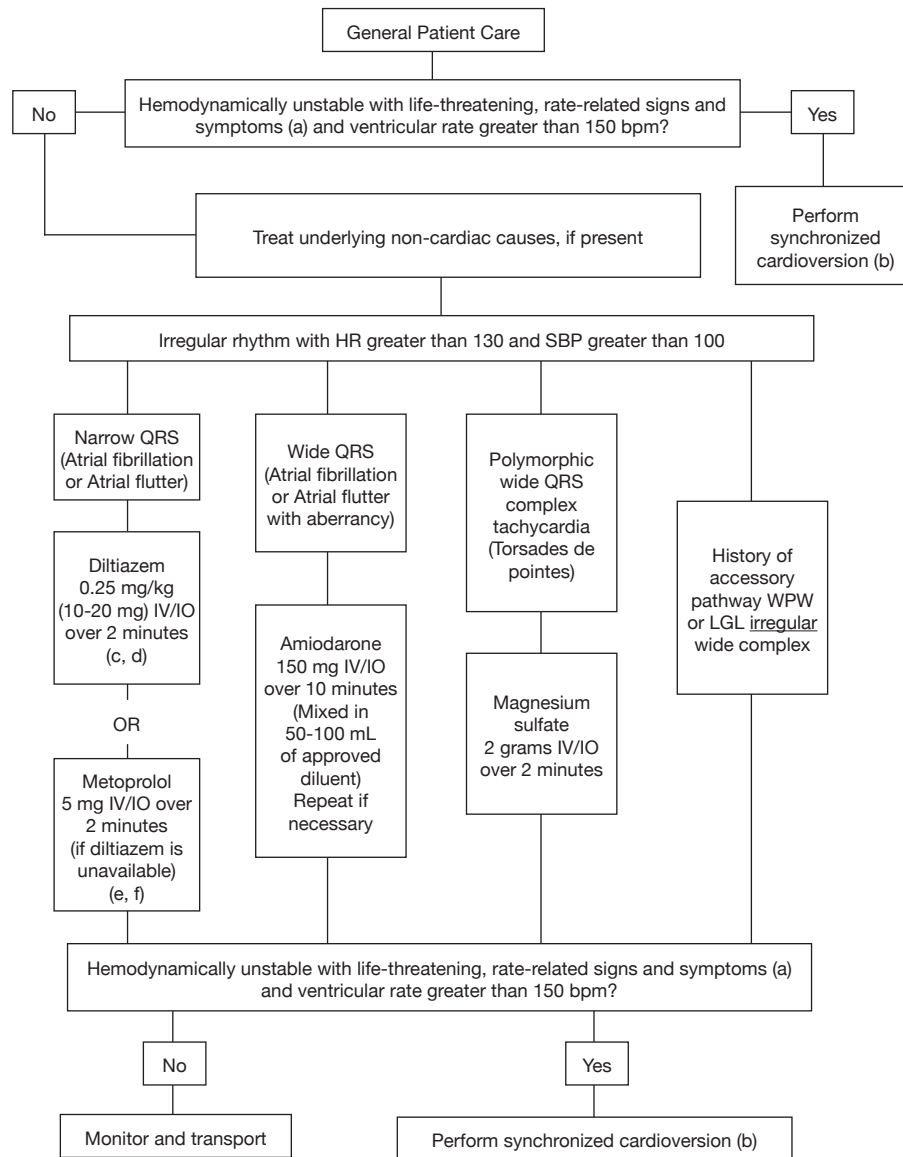 General Patient Care
No
Hemodynamically unstable with life-threatening, rate-related signs and
symptoms (a) and ventricular rate greater than 150 bpm?
Yes
Treat underlying non-cardiac causes, if present
Perform
synchronized
cardioversion (b)
Irregular rhythm with HR greater than 130 and SBP greater than 100
Narrow QRS
(Atrial fibrillation
or Atrial flutter)
Diltiazem
0.25 mg/kg
(10-20 mg) IV/IO
over 2 minutes
(c, d)
OR
Metoprolol
5 mg IV/IO over
2 minutes
(if diltiazem is
unavailable)
(e, f)
Wide QRS
(Atrial fibrillation
or Atrial flutter
with aberrancy)
Amiodarone
150 mg IV/IO
over 10 minutes
(Mixed in
50-100 mL
of approved
diluent)
Repeat if
necessary
Polymorphic
wide QRS
complex
tachycardia
(Torsades de
pointes)
Magnesium
sulfate
2 grams IV/IO
over 2 minutes
History of
accessory
pathway WPW
or LGL irregular
wide complex
Hemodynamically unstable with life-threatening, rate-related signs and symptoms (a)
and ventricular rate greater than 150 bpm?
No
Yes
Monitor and transport
Perform synchronized cardioversion (b)